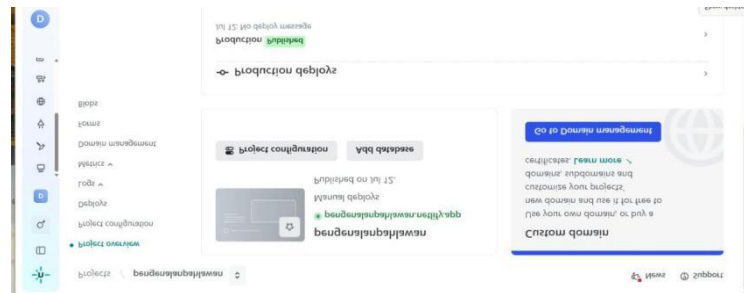 Projects / pengenalanpahlawan
News
Support
Project overview
Project configuration
Deploys
Logs
Metrics
Domain management
Forms
Blobs
pengenalanpahlawan
pengenalanpahlawan.netlify.app
Manual deploys
Published on Jul 12.
Project configuration
Add database
Custom domain
Use your own domain, or buy a
new domain and use it for free to
customize your projects,
domains, subdomains and
certificates. Learn more
Go to Domain management
Production deploys
Production Published
Jul 12: No deploy message
D
D